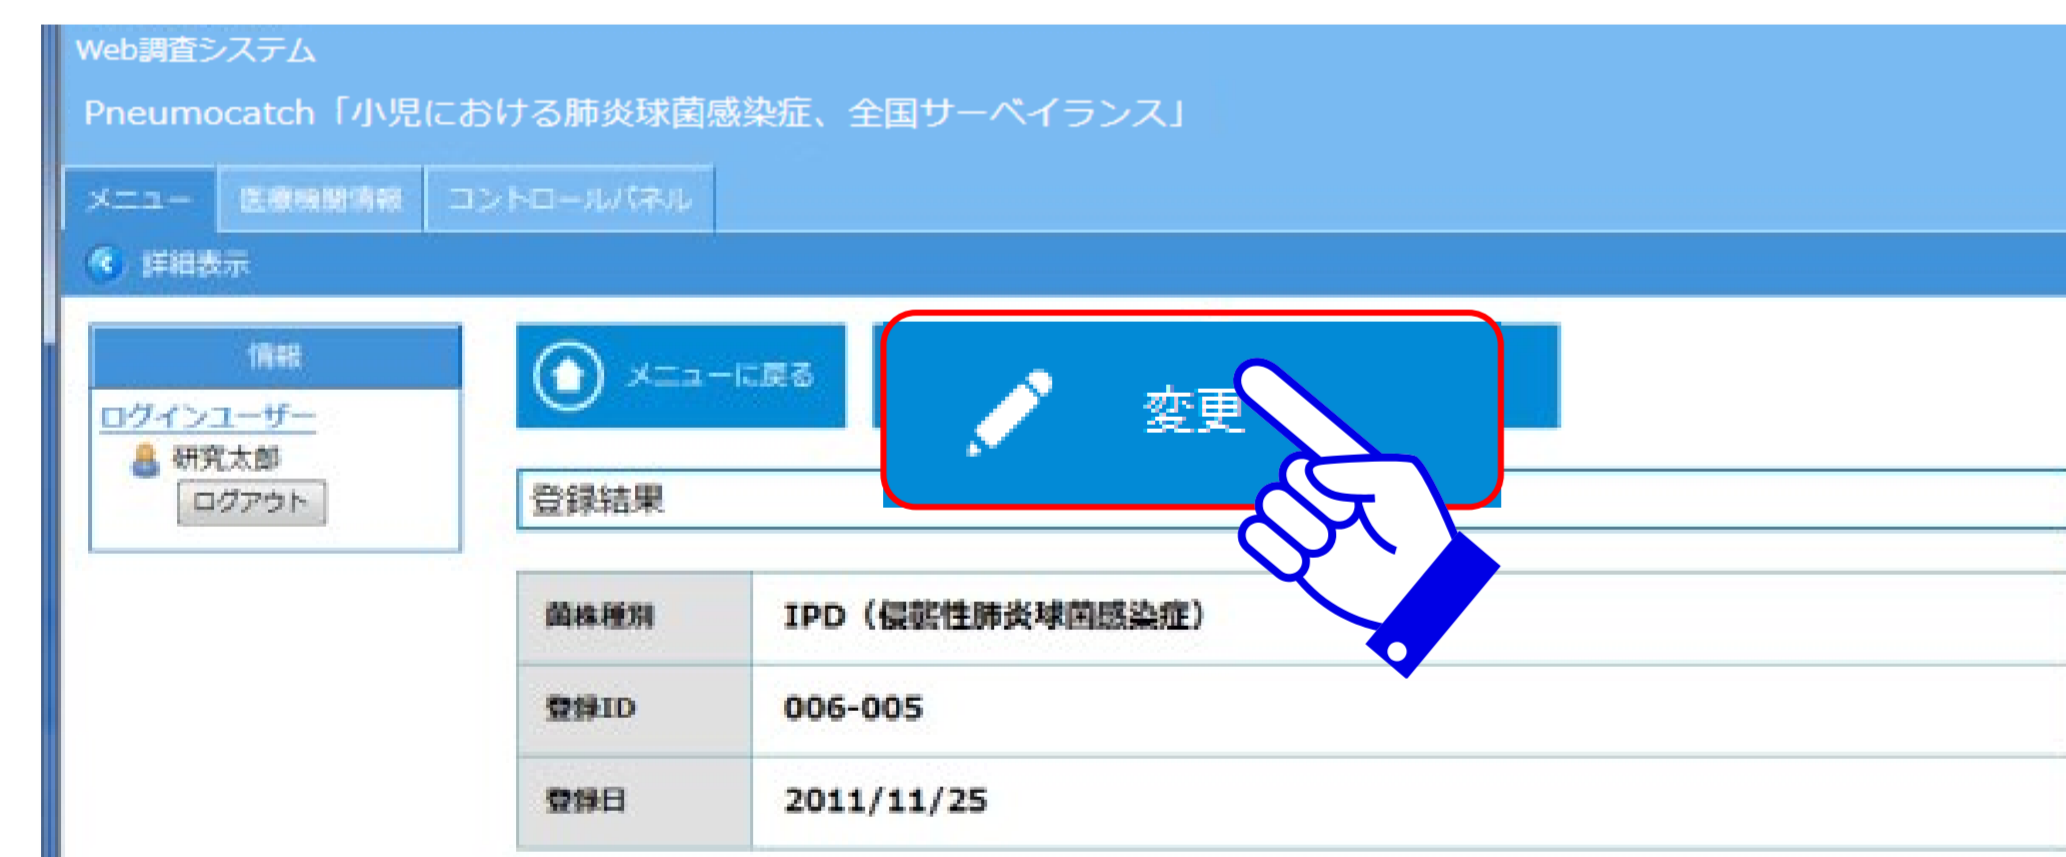 Web調査システム
Pneumocatch「小児における肺炎球菌感染症、全国サーベイランス」
メニュー 医療機関情報 コントロールパネル
詳細表示
情報
ログインユーザー
研究太郎
ログアウト
メニューに戻る
変更
登録結果
菌株種別 IPD（侵襲性肺炎球菌感染症）
登録ID 006-005
登録日 2011/11/25